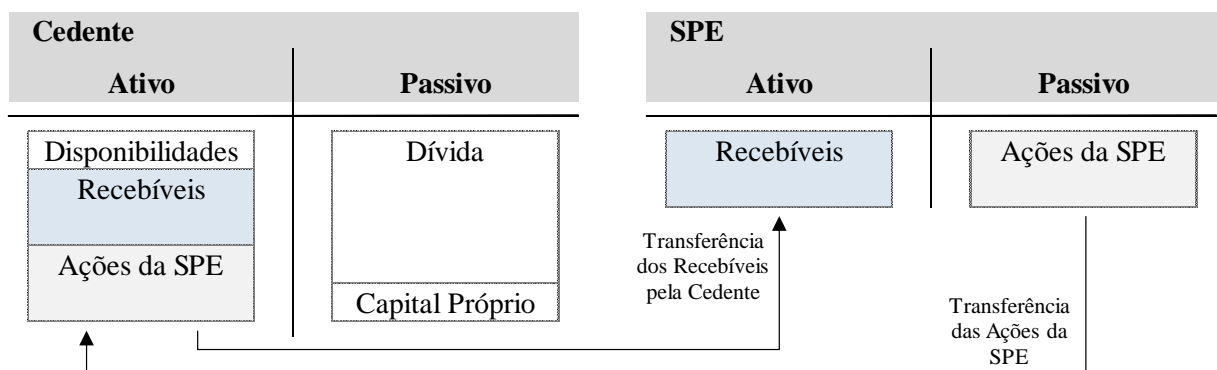 Cedente
Ativo
Passivo
Disponibilidades
Recebíveis
Ações da SPE
Dívida
Capital Próprio
SPE
Ativo
Passivo
Recebíveis
Ações da SPE
Transferência
dos Recebíveis
pela Cedente
Transferência
das Ações da
SPE